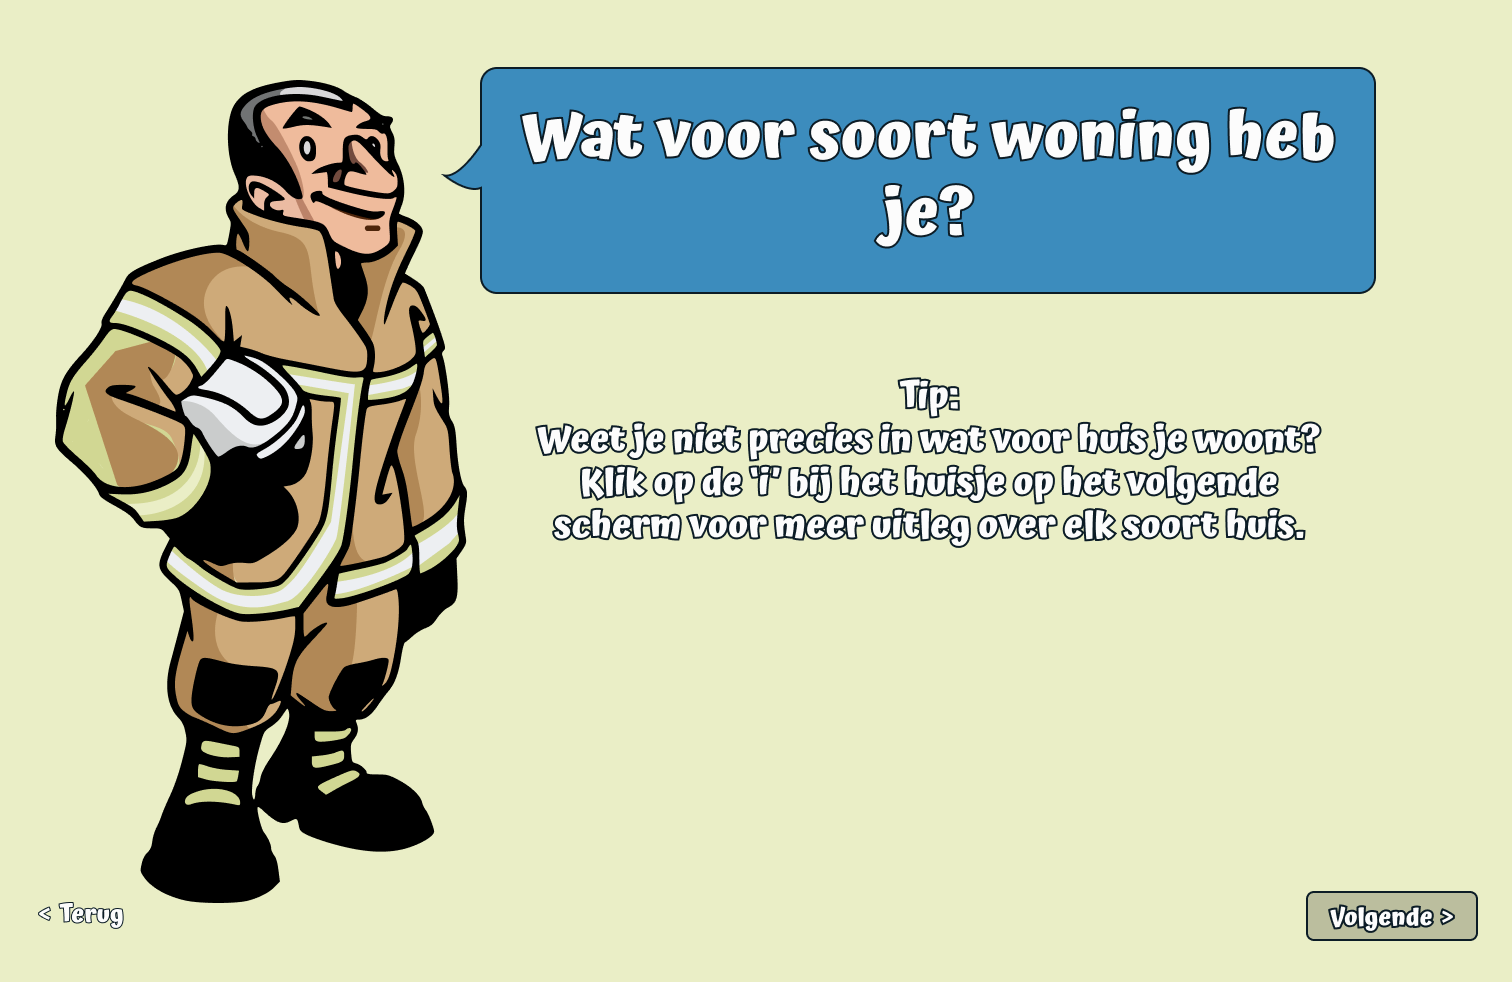 Wat voor soort woning heb
je?
Tip:
Weet je niet precies in wat voor huis je woont?
Klik op de 'i' bij het huisje op het volgende
scherm voor meer uitleg over elk soort huis.
< Terug
Volgende >